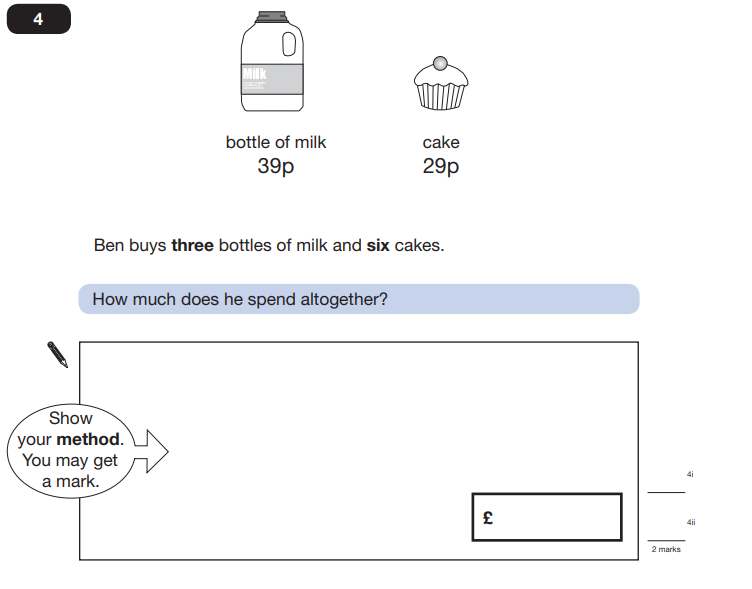 4
Milk
bottle of milk
39p
cake
29p
Ben buys three bottles of milk and six cakes.
How much does he spend altogether?
Show
your method.
You may get
a mark.
£
4i
4ii
2 marks